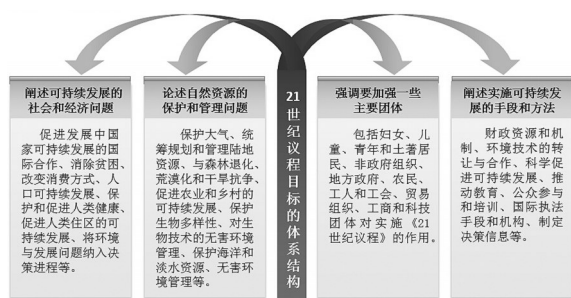 阐述可持续发展的
社会和经济问题
促进发展中国
家可持续发展的国
际合作、消除贫困、
改变消费方式、人
口可持续发展、保
护和促进人类健康、
促进人类住区的可
持续发展、将环境
与发展问题纳入决
策进程等。
论述自然资源的
保护和管理问题
保护大气、统
筹规划和管理陆地
资源、与森林退化、
荒漠化和干旱抗争、
促进农业和乡村的
可持续发展、保护
生物多样性、对生
物技术的无害环境
管理、保护海洋和
淡水资源、无害环
境管理等。
21世纪议程目标的体系结构
强调要加强一些
主要团体
包括妇女、儿
童、青年和土著居
民、非政府组织、
地方政府、农民、
工人和工会、贸易
组织、工商和科技
团体对实施《21
世纪议程》的作用。
阐述实施可持续发
展的手段和方法
财政资源和机
制、环境技术的转
让与合作、科学促
进可持续发展、推
动教育、公众参与
和培训、国际执法
手段和机构、制定
决策信息等。